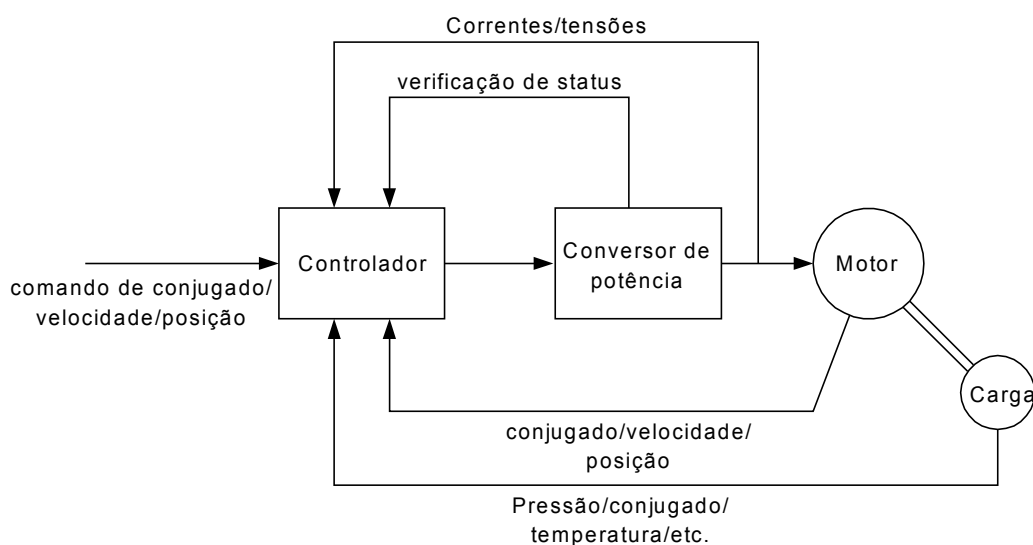 Correntes/tensões
verificação de status
Controlador
Conversor de
potência
Motor
comando de conjugado/
velocidade/posição
Carga
conjugado/velocidade/
posição
Pressão/conjugado/
temperatura/etc.